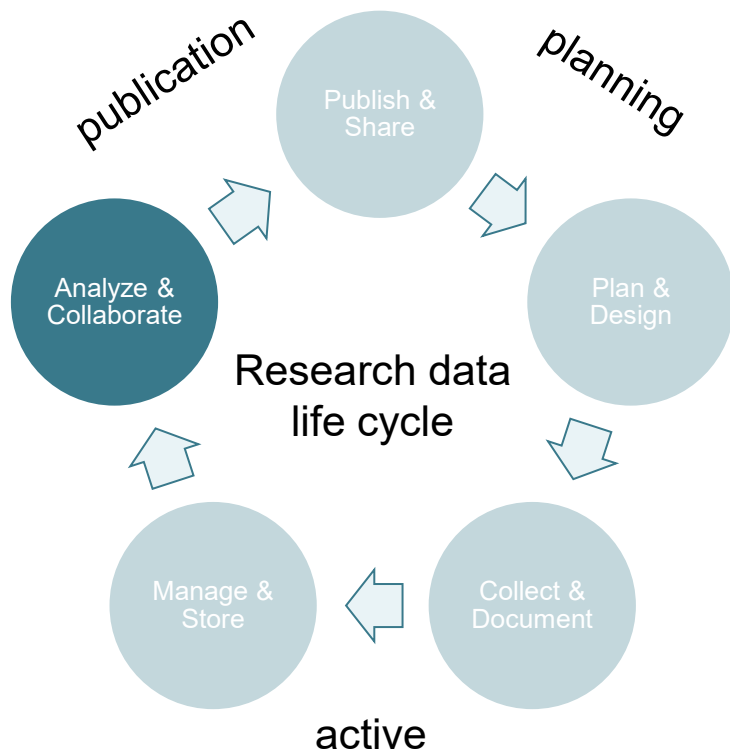 publication
planning
Publish &
Share
Analyze &
Collaborate
Plan &
Design
Research data
life cycle
Manage &
Store
Collect &
Document
active